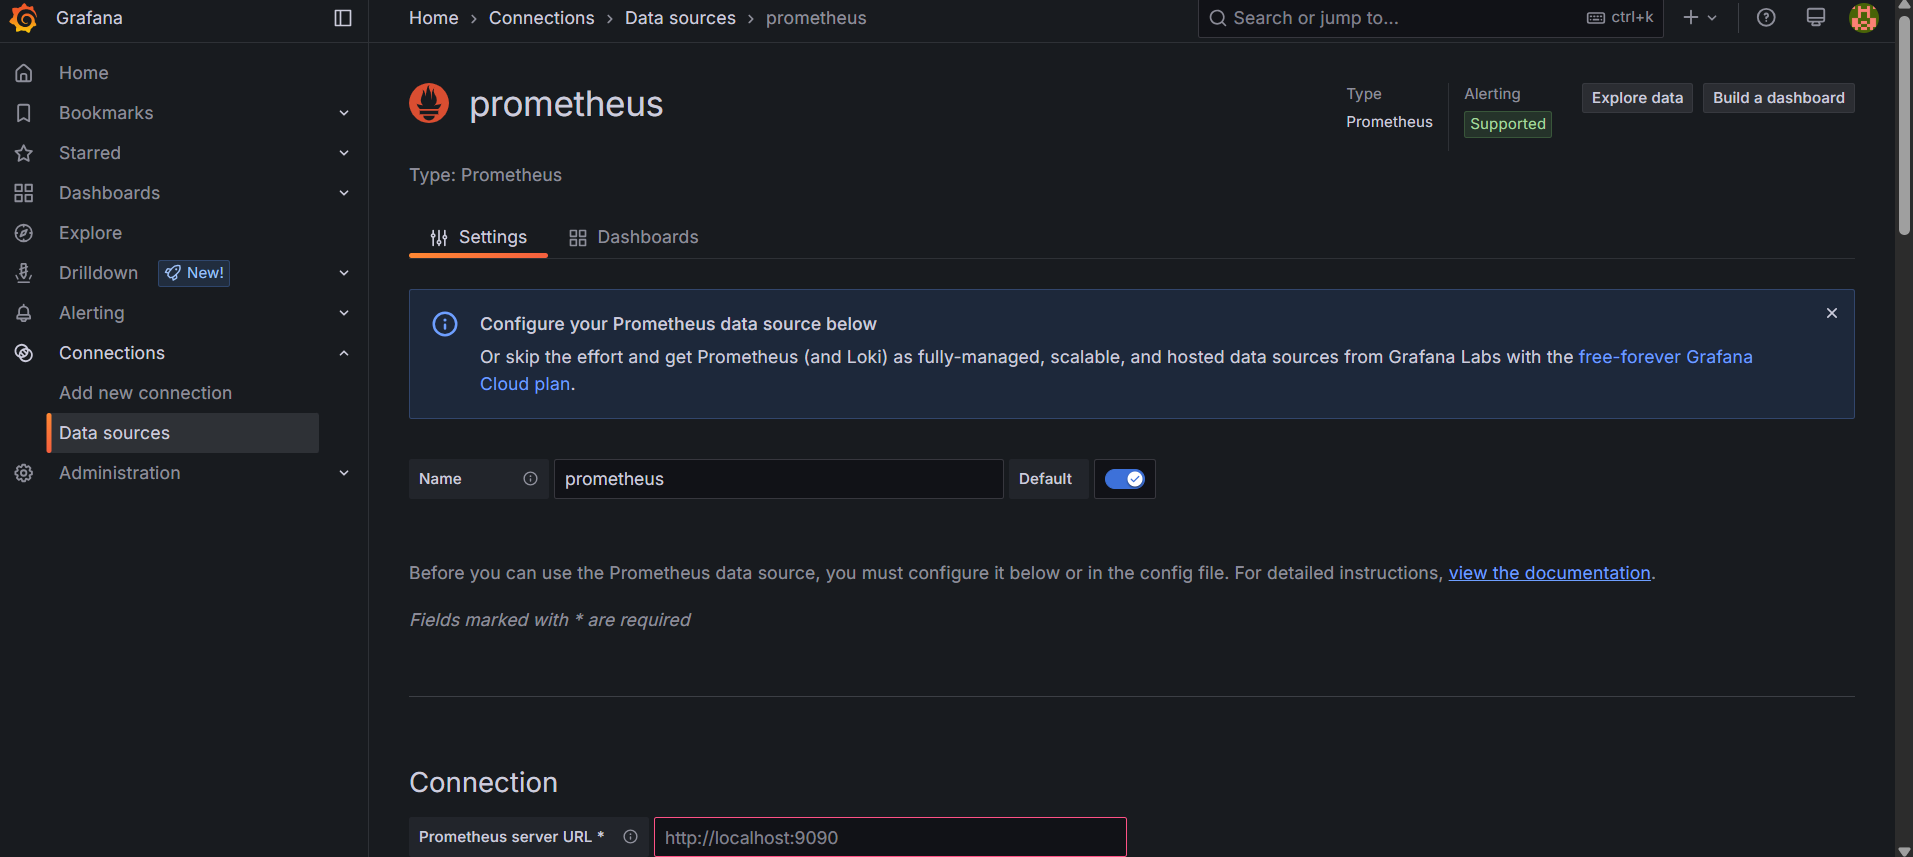 Grafana
Home › Connections › Data sources › prometheus
Search or jump to...
ctrl+k
Home
Bookmarks
Starred
Dashboards
Explore
Drilldown
New!
Alerting
Connections
Add new connection
Data sources
Administration
prometheus
Type
Prometheus
Alerting
Supported
Explore data
Build a dashboard
Type: Prometheus
Settings
Dashboards
Configure your Prometheus data source below
Or skip the effort and get Prometheus (and Loki) as fully-managed, scalable, and hosted data sources from Grafana Labs with the free-forever Grafana
Cloud plan.
Name
prometheus
Default
Before you can use the Prometheus data source, you must configure it below or in the config file. For detailed instructions, view the documentation.
Fields marked with * are required
Connection
Prometheus server URL *
http://localhost:9090